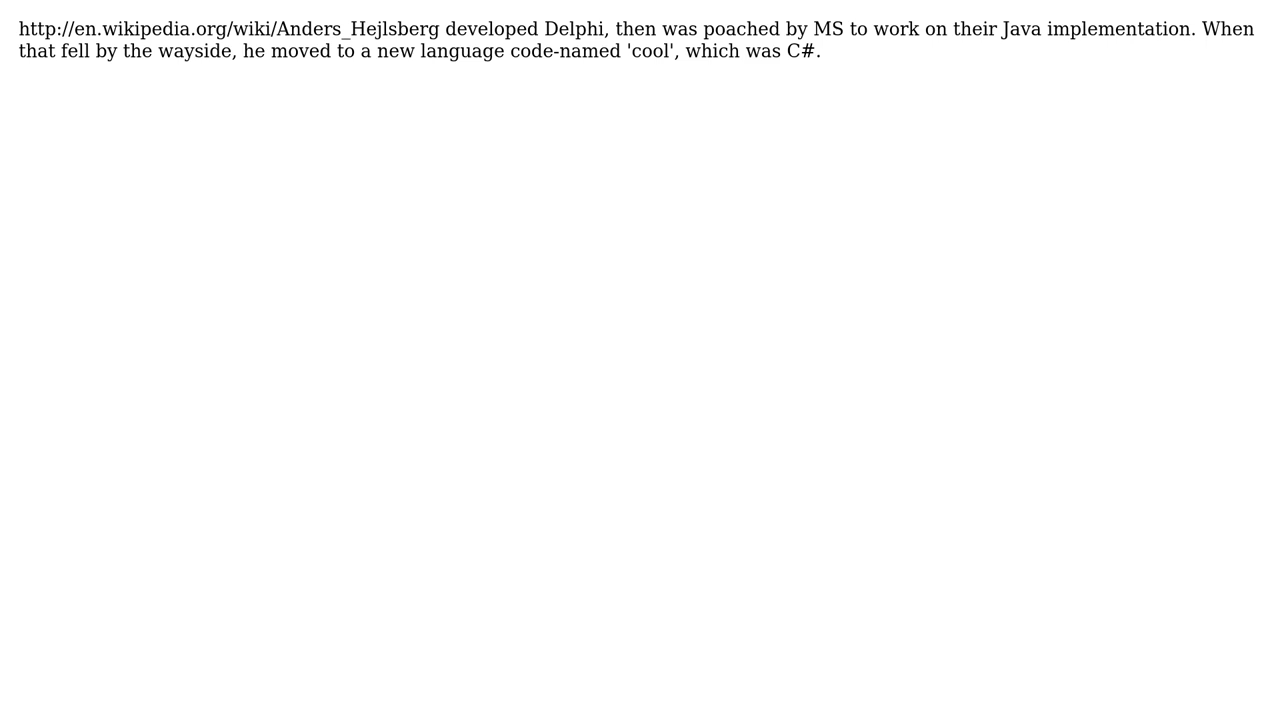 http://en.wikipedia.org/wiki/Anders_Hejlsberg developed Delphi, then was poached by MS to work on their Java implementation. When
that fell by the wayside, he moved to a new language code-named 'cool', which was C#.